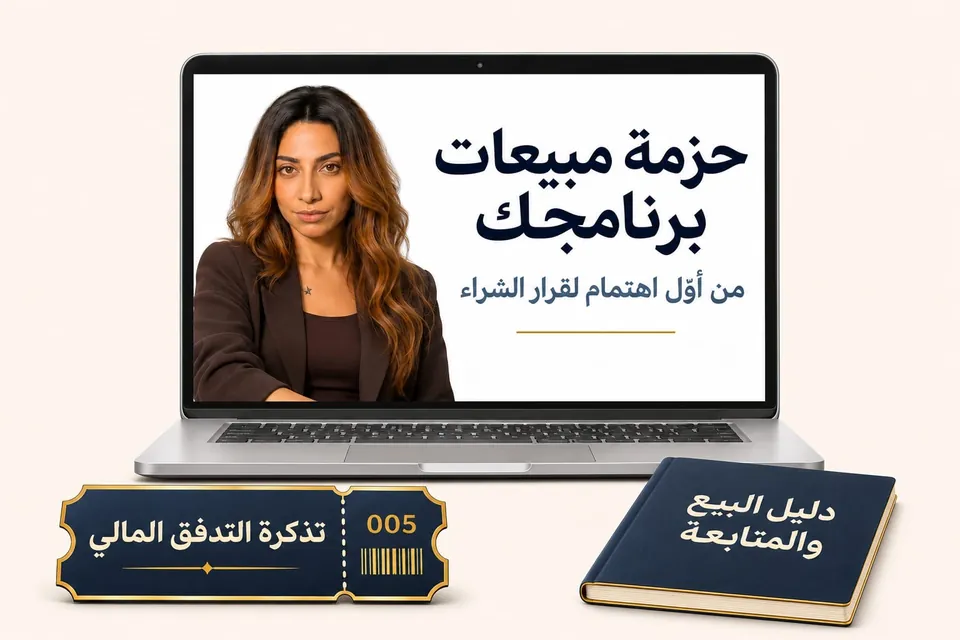 حزمة مبيعات
برنامجك
من أوّل اهتمام لقرار الشراء
تذكرة التدفق المالي
005
دليل البيع
والمتابعة